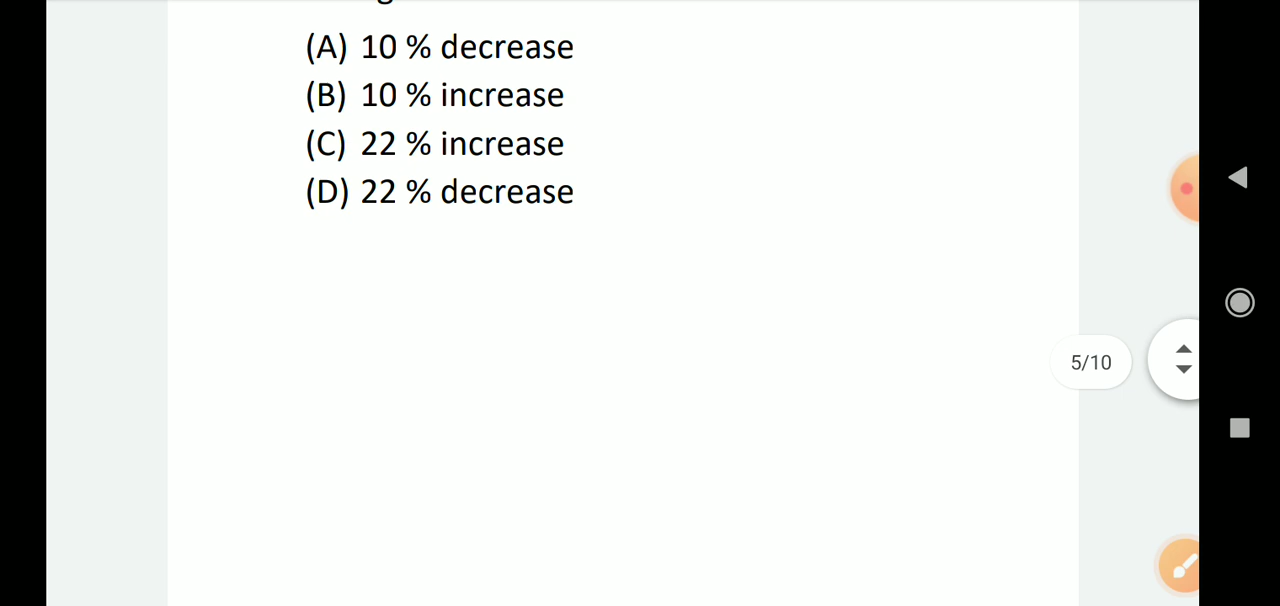 (A) 10 % decrease
(B) 10 % increase
(C) 22 % increase
(D) 22 % decrease
5/10